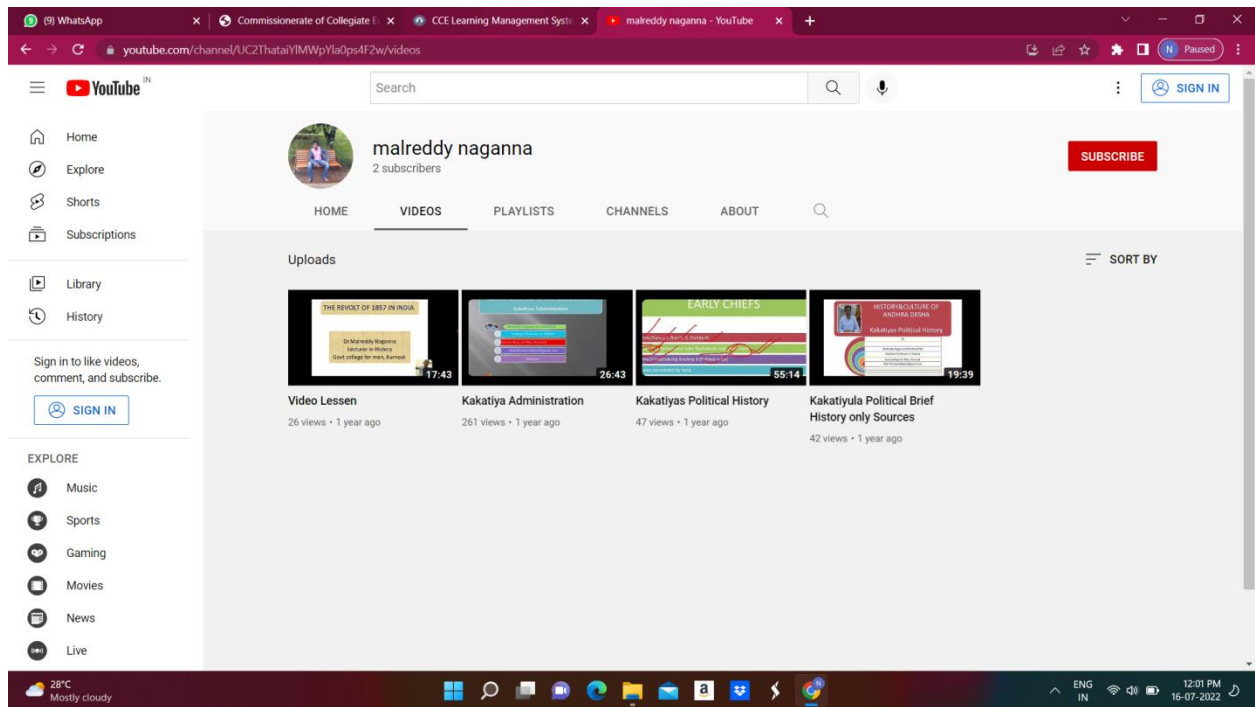 (9) WhatsApp
Commissionerate of Collegiate E
CCE Learning Management Syste
malreddy naganna - YouTube
youtube.com/channel/UC2ThataiYlMWpYla0ps4F2w/videos
N Paused
YouTube IN
Search
SIGN IN
Home
Explore
Shorts
Subscriptions
Library
History
Sign in to like videos,
comment, and subscribe.
SIGN IN
EXPLORE
Music
Sports
Gaming
Movies
News
Live
malreddy naganna
2 subscribers
SUBSCRIBE
HOME VIDEOS PLAYLISTS CHANNELS ABOUT
Uploads
SORT BY
THE REVOLT OF 1857 IN INDIA
Dr.Malreddy Naganna
Lecturer in History
Govt college for men, Kurnool
17:43
Video Lessen
26 views • 1 year ago
Kakatiya Administration
26:43
Kakatiya Administration
261 views • 1 year ago
EARLY CHIEFS
55:14
Kakatiyas Political History
47 views • 1 year ago
HISTORY&CULTURE OF
ANDHRA DESHA
Kakatiyas Political History
19:39
Kakatiyula Political Brief
History only Sources
42 views • 1 year ago
28°C
Mostly cloudy
ENG
IN
12:01 PM
16-07-2022